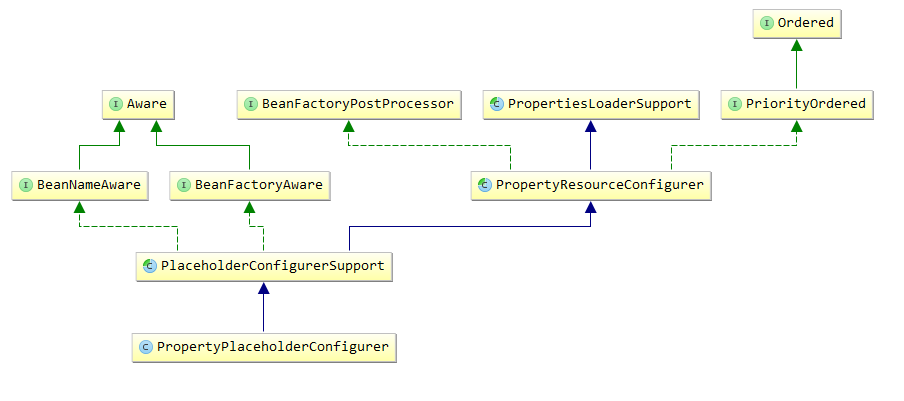 I Ordered
I Aware
I BeanFactoryPostProcessor
C PropertiesLoaderSupport
I PriorityOrdered
I BeanNameAware
I BeanFactoryAware
C PropertyResourceConfigurer
C PlaceholderConfigurerSupport
C PropertyPlaceholderConfigurer